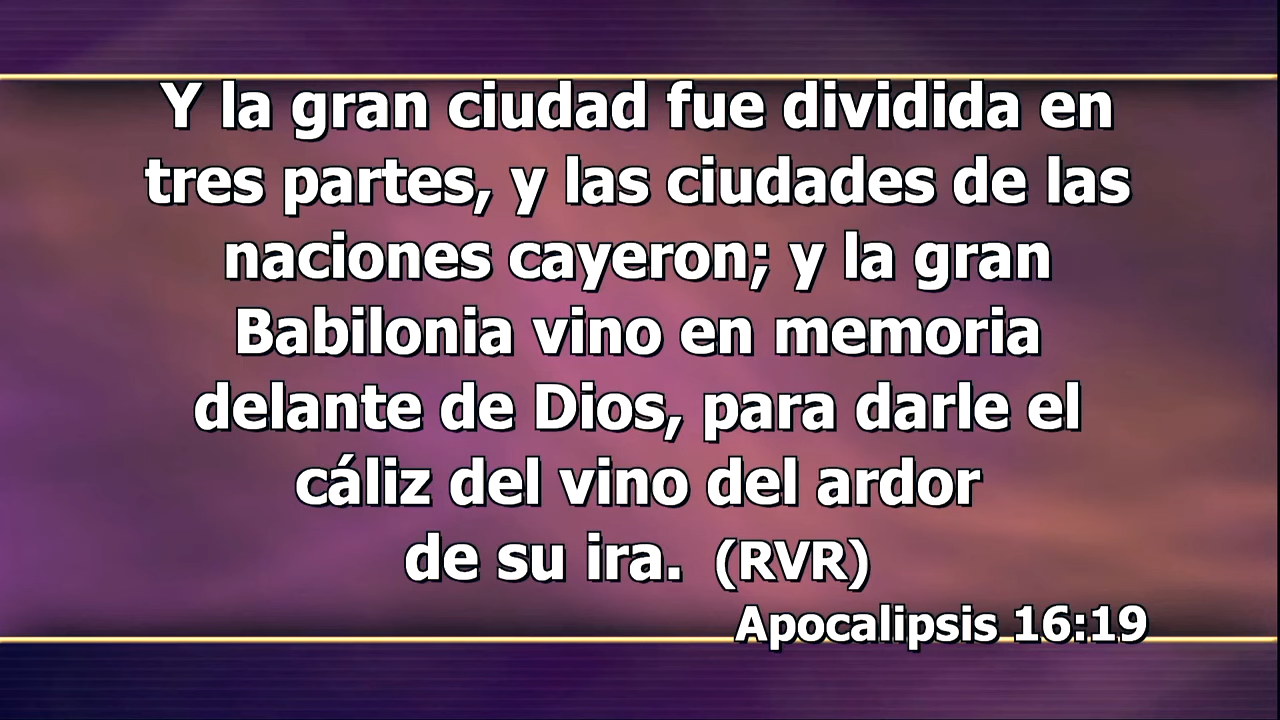 Y la gran ciudad fue dividida en
tres partes, y las ciudades de las
naciones cayeron; y la gran
Babilonia vino en memoria
delante de Dios, para darle el
cáliz del vino del ardor
de su ira. (RVR)
Apocalipsis 16:19